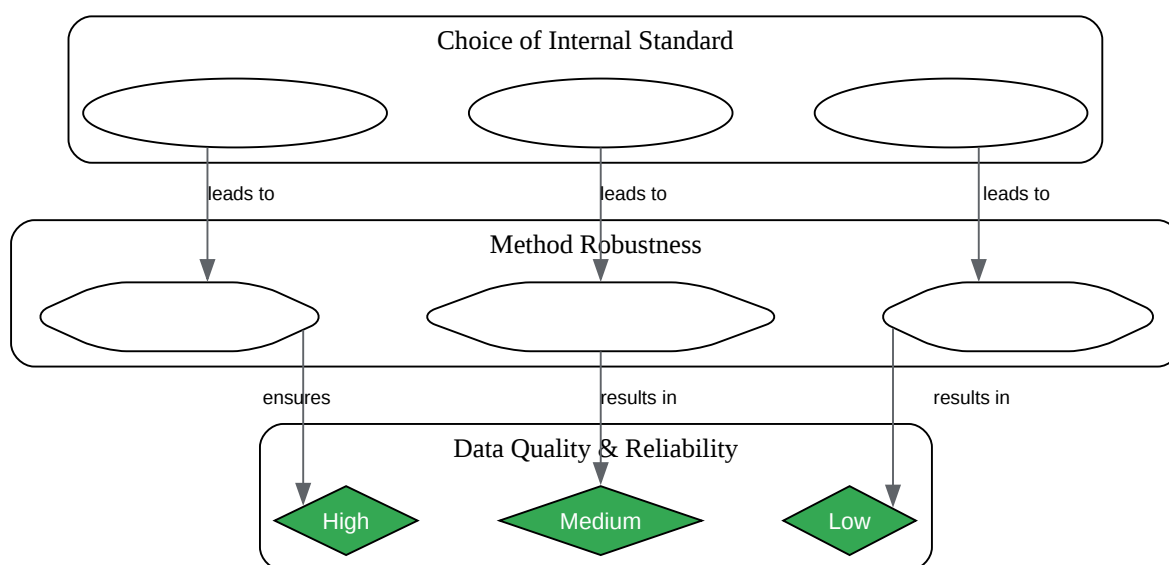 Choice of Internal Standard
leads to
leads to
leads to
Method Robustness
ensures
results in
results in
Data Quality & Reliability
High
Medium
Low